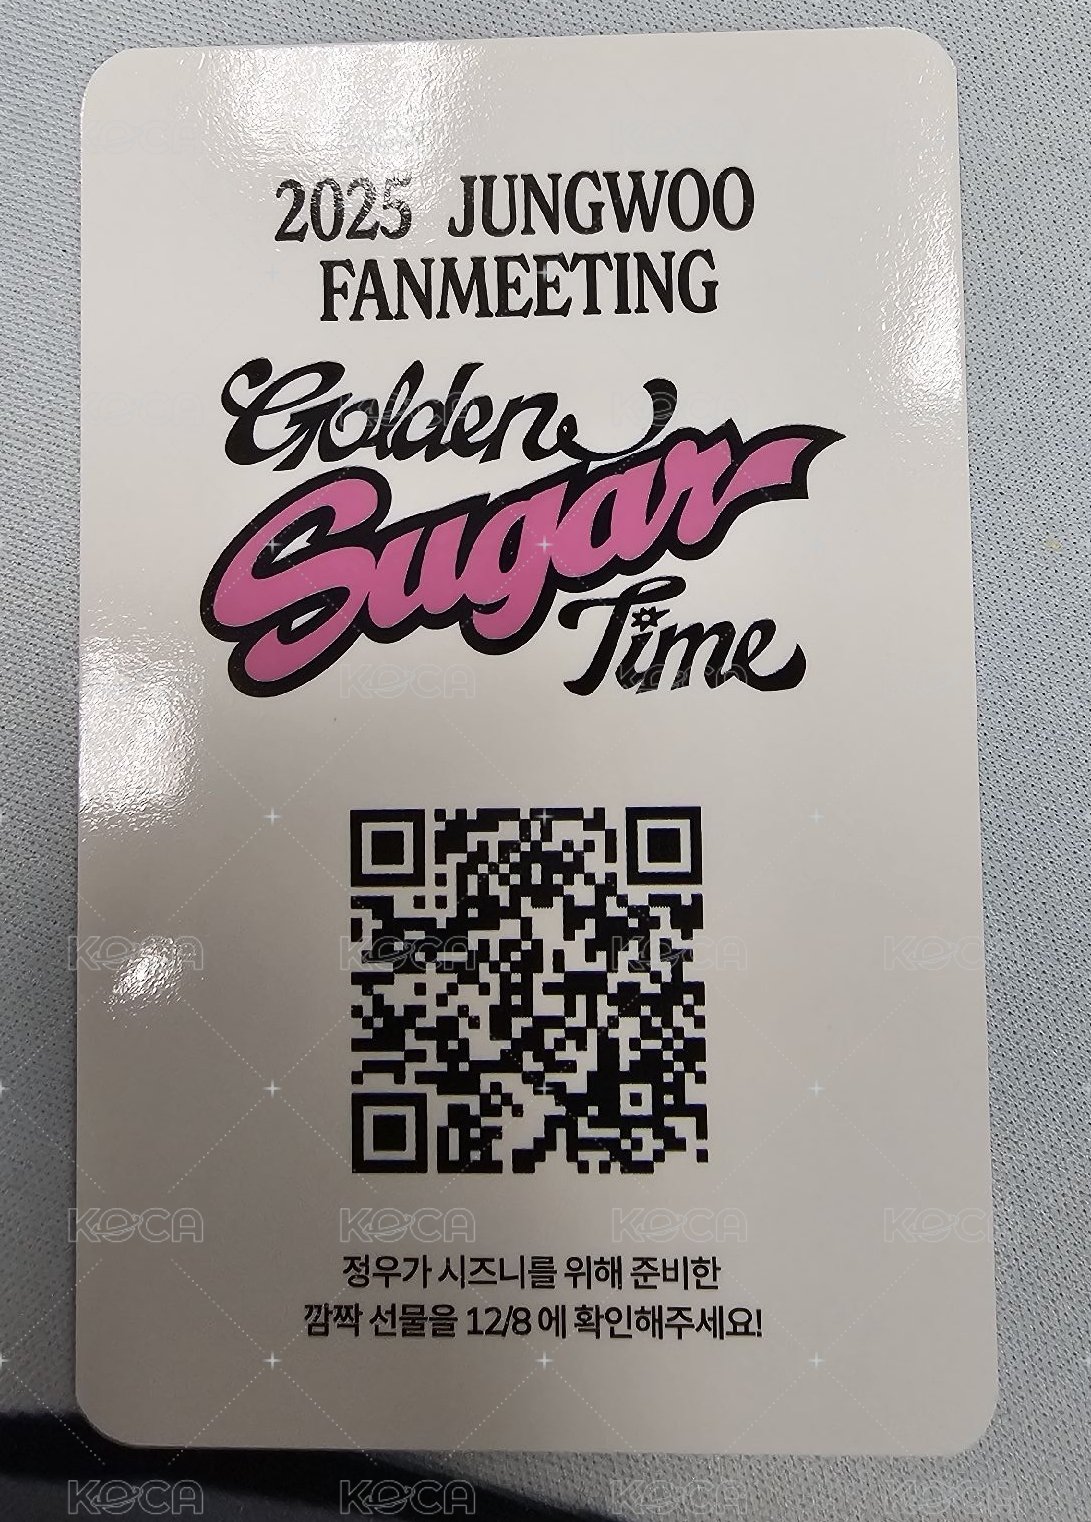 2025 JUNGWOO
FANMEETING
Golden
Sugar
Time
정우가 시즈니를 위해 준비한
깜짝 선물을 12/8 에 확인해주세요!
KOCA